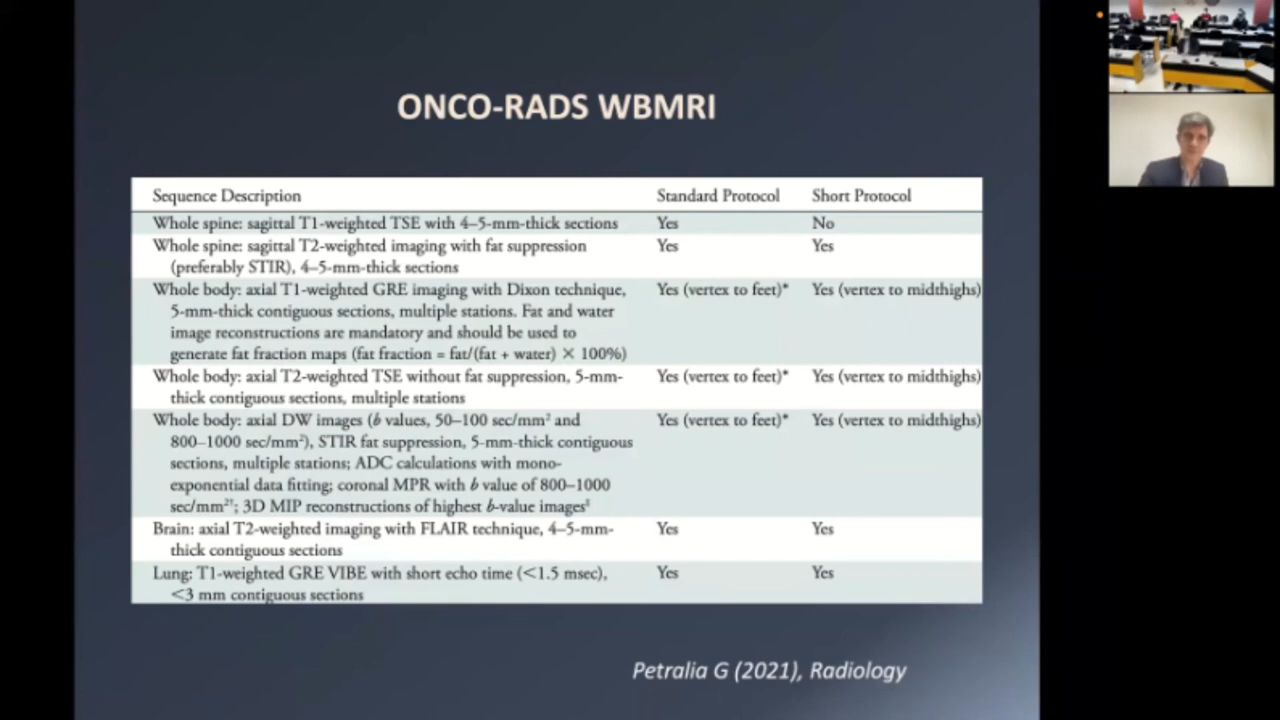 ONCO-RADS WBMRI
Sequence Description Standard Protocol Short Protocol
Whole spine: sagittal T1-weighted TSE with 4–5-mm-thick sections Yes No
Whole spine: sagittal T2-weighted imaging with fat suppression Yes Yes
(preferably STIR), 4–5-mm-thick sections
Whole body: axial T1-weighted GRE imaging with Dixon technique, Yes (vertex to feet)* Yes (vertex to midthighs)
5-mm-thick contiguous sections, multiple stations. Fat and water
image reconstructions are mandatory and should be used to
generate fat fraction maps (fat fraction = fat/(fat + water) × 100%)
Whole body: axial T2-weighted TSE without fat suppression, 5-mm- Yes (vertex to feet)* Yes (vertex to midthighs)
thick contiguous sections, multiple stations
Whole body: axial DW images (b values, 50–100 sec/mm² and Yes (vertex to feet)* Yes (vertex to midthighs)
800–1000 sec/mm²), STIR fat suppression, 5-mm-thick contiguous
sections, multiple stations; ADC calculations with mono-
exponential data fitting; coronal MPR with b value of 800–1000
sec/mm²†; 3D MIP reconstructions of highest b-value images‡
Brain: axial T2-weighted imaging with FLAIR technique, 4–5-mm- Yes Yes
thick contiguous sections
Lung: T1-weighted GRE VIBE with short echo time (<1.5 msec), Yes Yes
<3 mm contiguous sections
Petralia G (2021), Radiology